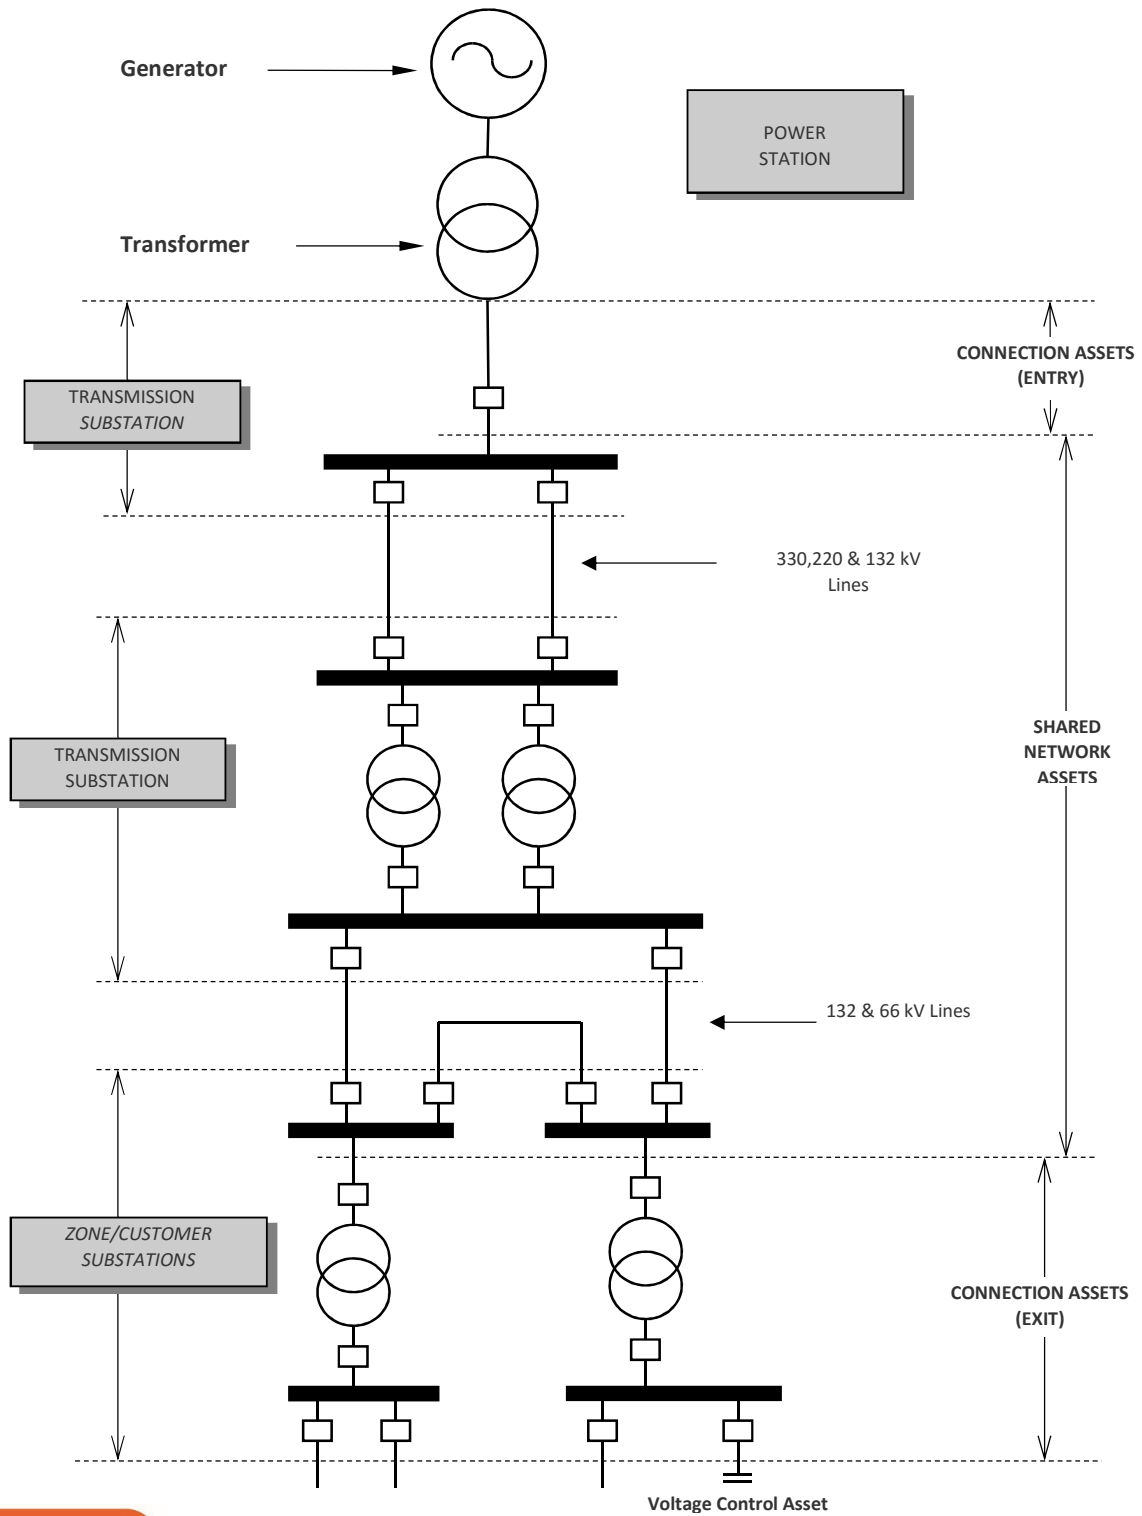 Generator
POWER
STATION
Transformer
CONNECTION ASSETS
(ENTRY)
TRANSMISSION
SUBSTATION
330,220 & 132 kV
Lines
SHARED
NETWORK
ASSETS
TRANSMISSION
SUBSTATION
132 & 66 kV Lines
ZONE/CUSTOMER
SUBSTATIONS
CONNECTION ASSETS
(EXIT)
Voltage Control Asset